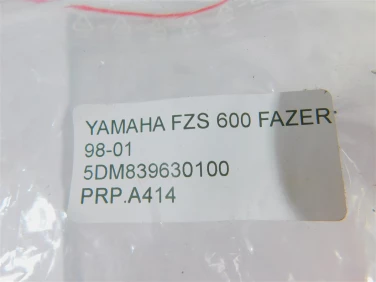 YAMAHA FZS 600 FAZER
98-01
5DM839630100
PRP.A414